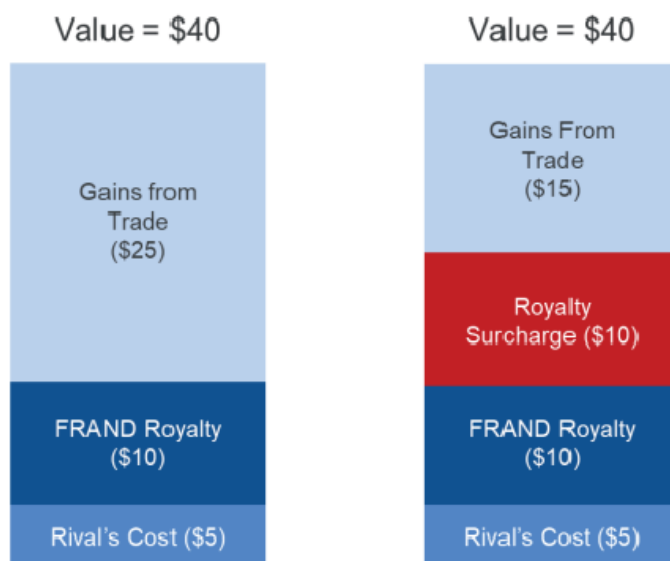 Value = $40
Gains from
Trade
($25)
FRAND Royalty
($10)
Rival's Cost ($5)
Value = $40
Gains From
Trade
($15)
Royalty
Surcharge ($10)
FRAND Royalty
($10)
Rival's Cost ($5)